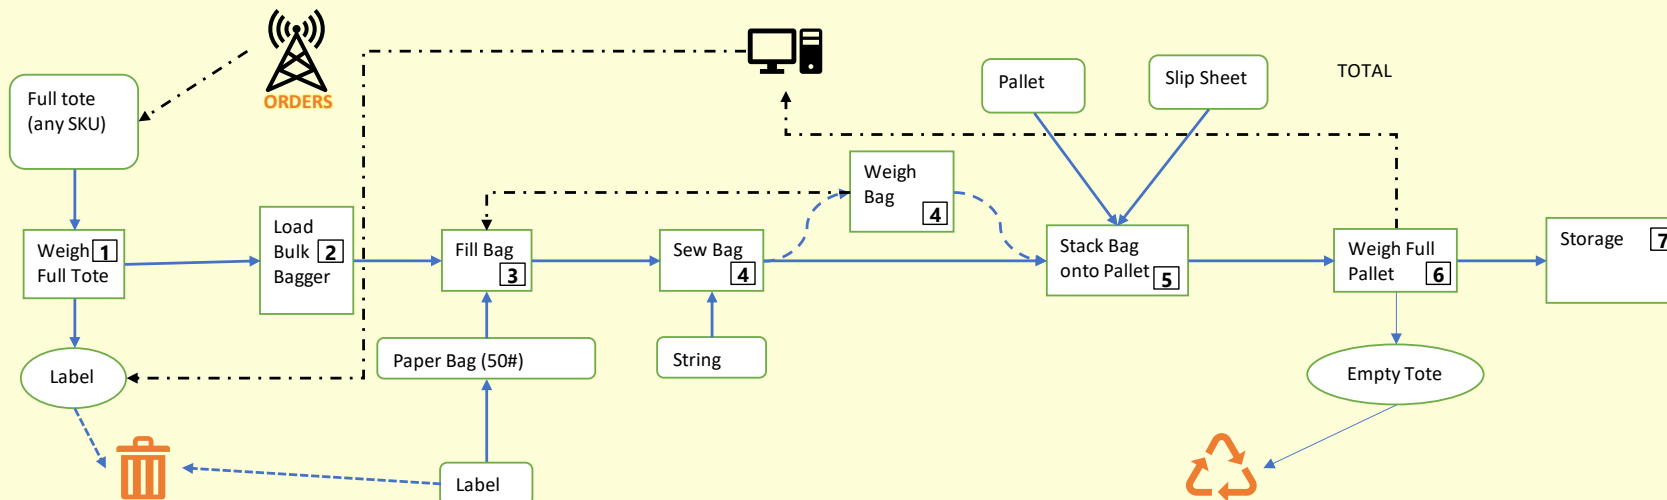 ORDERS
Full tote
(any SKU)
Pallet
Slip Sheet
TOTAL
Weigh 1
Full Tote
Load
Bulk 2
Bagger
Fill Bag
3
Sew Bag
4
Weigh
Bag
4
Stack Bag
onto Pallet 5
Weigh Full
Pallet 6
Storage 7
Label
Paper Bag (50#)
String
Empty Tote
Label